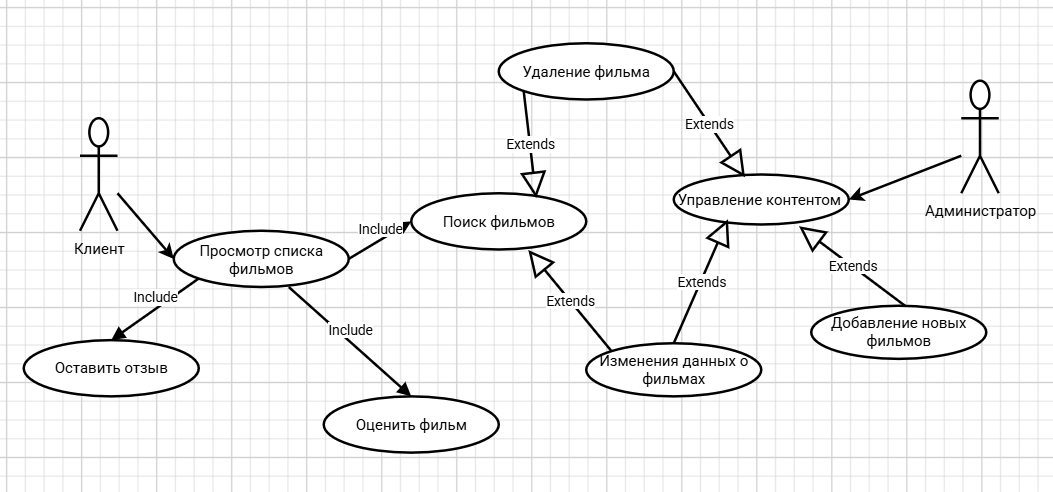 Удаление фильма
Extends
Extends
Управление контентом
Администратор
Поиск фильмов
Include
Клиент
Просмотр списка
фильмов
Extends
Extends
Extends
Include
Include
Добавление новых
фильмов
Оставить отзыв
Изменения данных о
фильмах
Оценить фильм